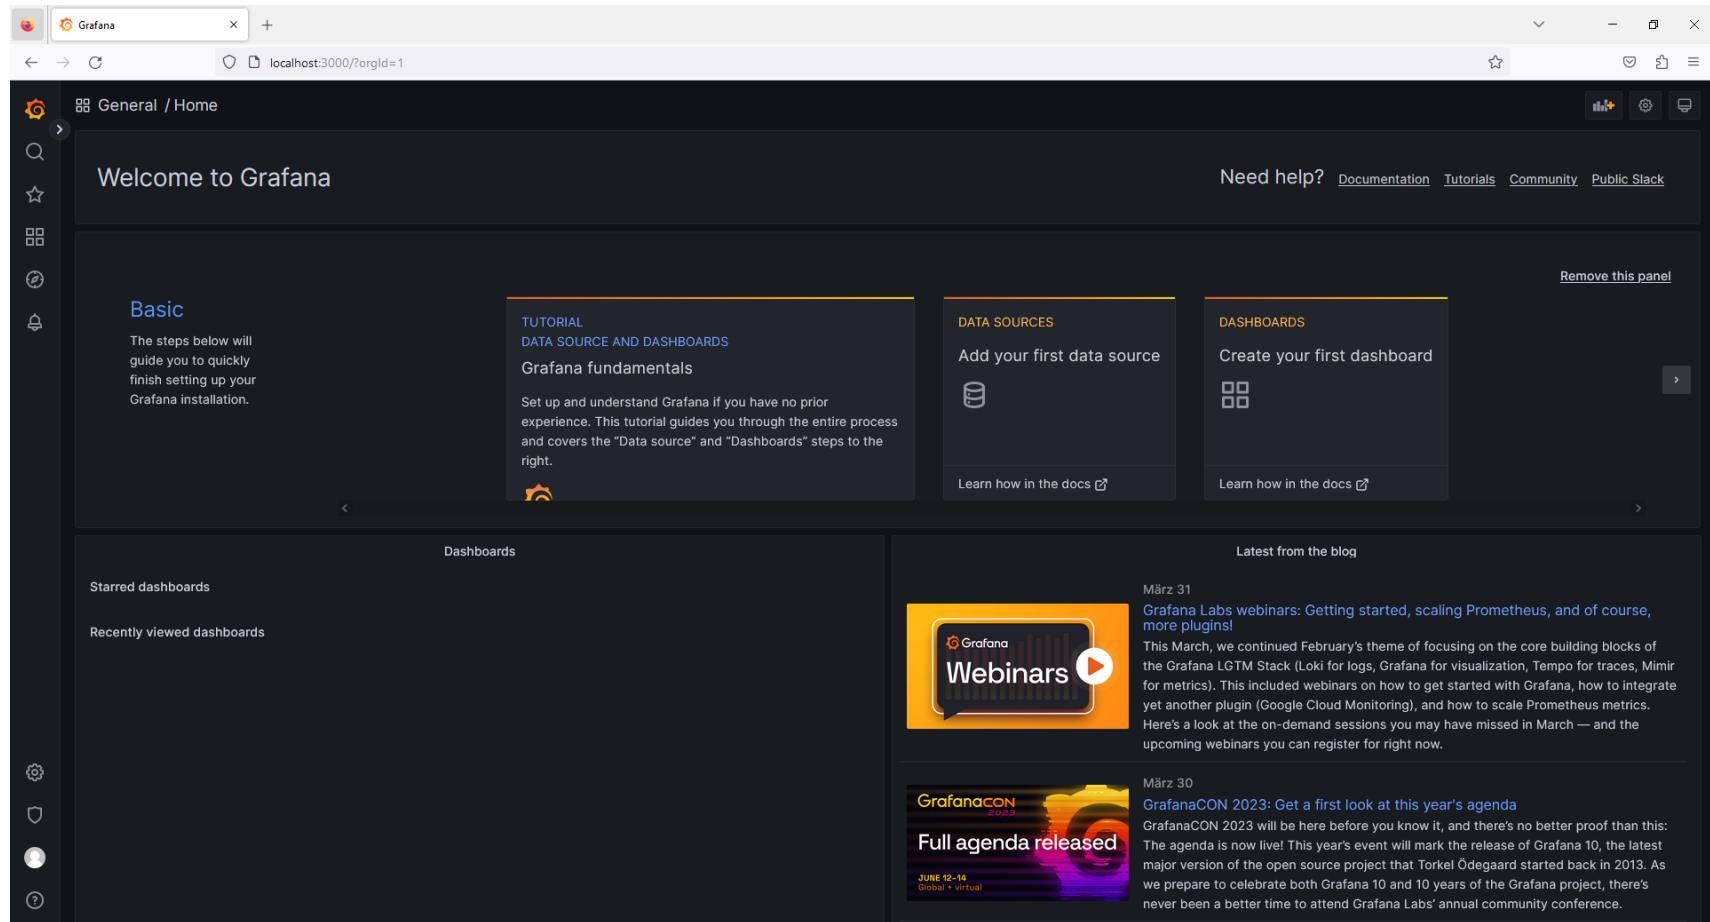 Grafana
localhost:3000/?orgId=1
General / Home
Welcome to Grafana
Need help? Documentation Tutorials Community Public Slack
Remove this panel
Basic
The steps below will
guide you to quickly
finish setting up your
Grafana installation.
TUTORIAL
DATA SOURCE AND DASHBOARDS
Grafana fundamentals
Set up and understand Grafana if you have no prior
experience. This tutorial guides you through the entire process
and covers the “Data source” and “Dashboards” steps to the
right.
DATA SOURCES
Add your first data source
Learn how in the docs
DASHBOARDS
Create your first dashboard
Learn how in the docs
Dashboards
Starred dashboards
Recently viewed dashboards
Latest from the blog
Grafana
Webinars
März 31
Grafana Labs webinars: Getting started, scaling Prometheus, and of course,
more plugins!
This March, we continued February’s theme of focusing on the core building blocks of
the Grafana LGTM Stack (Loki for logs, Grafana for visualization, Tempo for traces, Mimir
for metrics). This included webinars on how to get started with Grafana, how to integrate
yet another plugin (Google Cloud Monitoring), and how to scale Prometheus metrics.
Here’s a look at the on-demand sessions you may have missed in March — and the
upcoming webinars you can register for right now.
GrafanaCON
2023
Full agenda released
JUNE 12-14
Global + virtual
März 30
GrafanaCON 2023: Get a first look at this year's agenda
GrafanaCON 2023 will be here before you know it, and there’s no better proof than this:
The agenda is now live! This year’s event will mark the release of Grafana 10, the latest
major version of the open source project that Torkel Ödegaard started back in 2013. As
we prepare to celebrate both Grafana 10 and 10 years of the Grafana project, there’s
never been a better time to attend Grafana Labs’ annual community conference.